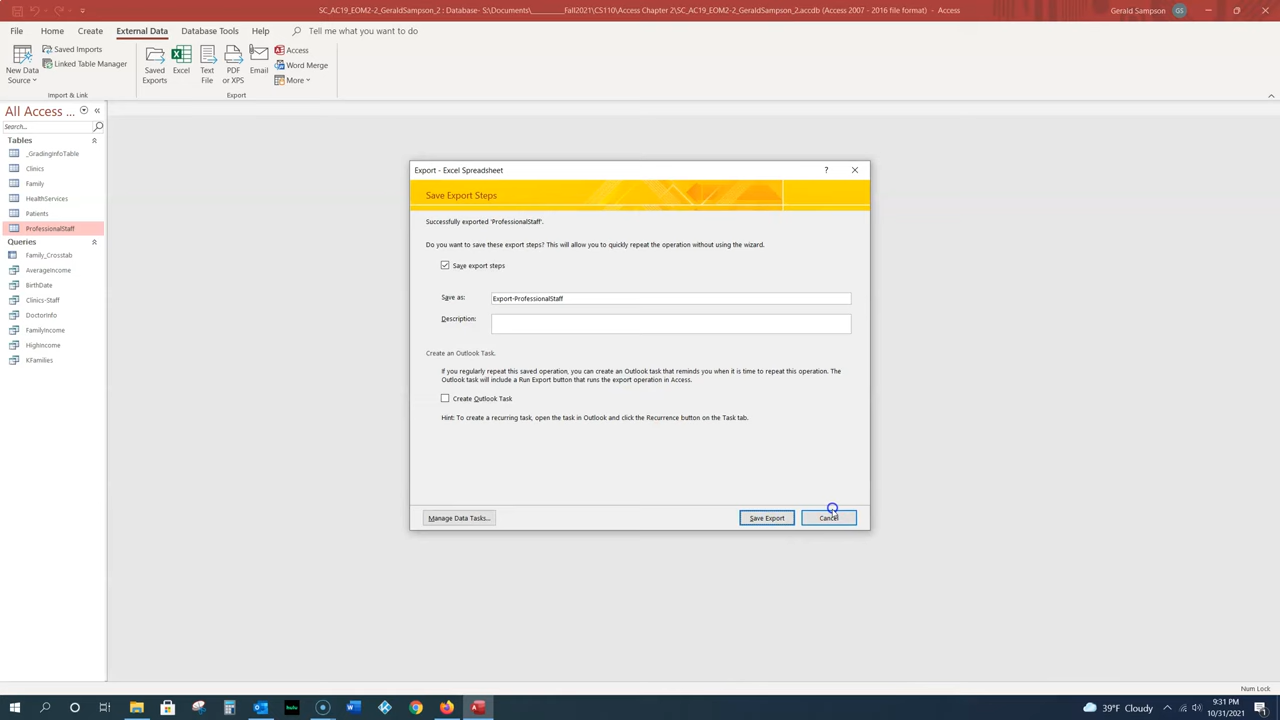 SC_AC19_EOM2-2_GeraldSampson_2 : Database- S:\Documents\_________Fall2021\CS110\Access Chapter 2\SC_AC19_EOM2-2_GeraldSampson_2.accdb (Access 2007 - 2016 file format) - Access
Gerald Sampson
GS
File
Home
Create
External Data
Database Tools
Help
Tell me what you want to do
New Data
Source
Saved Imports
Linked Table Manager
Import & Link
Saved
Exports
Excel
Text
File
PDF
or XPS
Email
Access
Word Merge
More
Export
All Access ...
Search...
Tables
_GradingInfoTable
Clinics
Family
HealthServices
Patients
ProfessionalStaff
Queries
Family_Crosstab
AverageIncome
BirthDate
Clinics-Staff
DoctorInfo
FamilyIncome
HighIncome
KFamilies
Export - Excel Spreadsheet
?
Save Export Steps
Successfully exported 'ProfessionalStaff'.
Do you want to save these export steps? This will allow you to quickly repeat the operation without using the wizard.
Save export steps
Save as:
Export-ProfessionalStaff
Description:
Create an Outlook Task.
If you regularly repeat this saved operation, you can create an Outlook task that reminds you when it is time to repeat this operation. The
Outlook task will include a Run Export button that runs the export operation in Access.
Create Outlook Task
Hint: To create a recurring task, open the task in Outlook and click the Recurrence button on the Task tab.
Manage Data Tasks...
Save Export
Cancel
Num Lock
hulu
39°F Cloudy
9:31 PM
10/31/2021
1